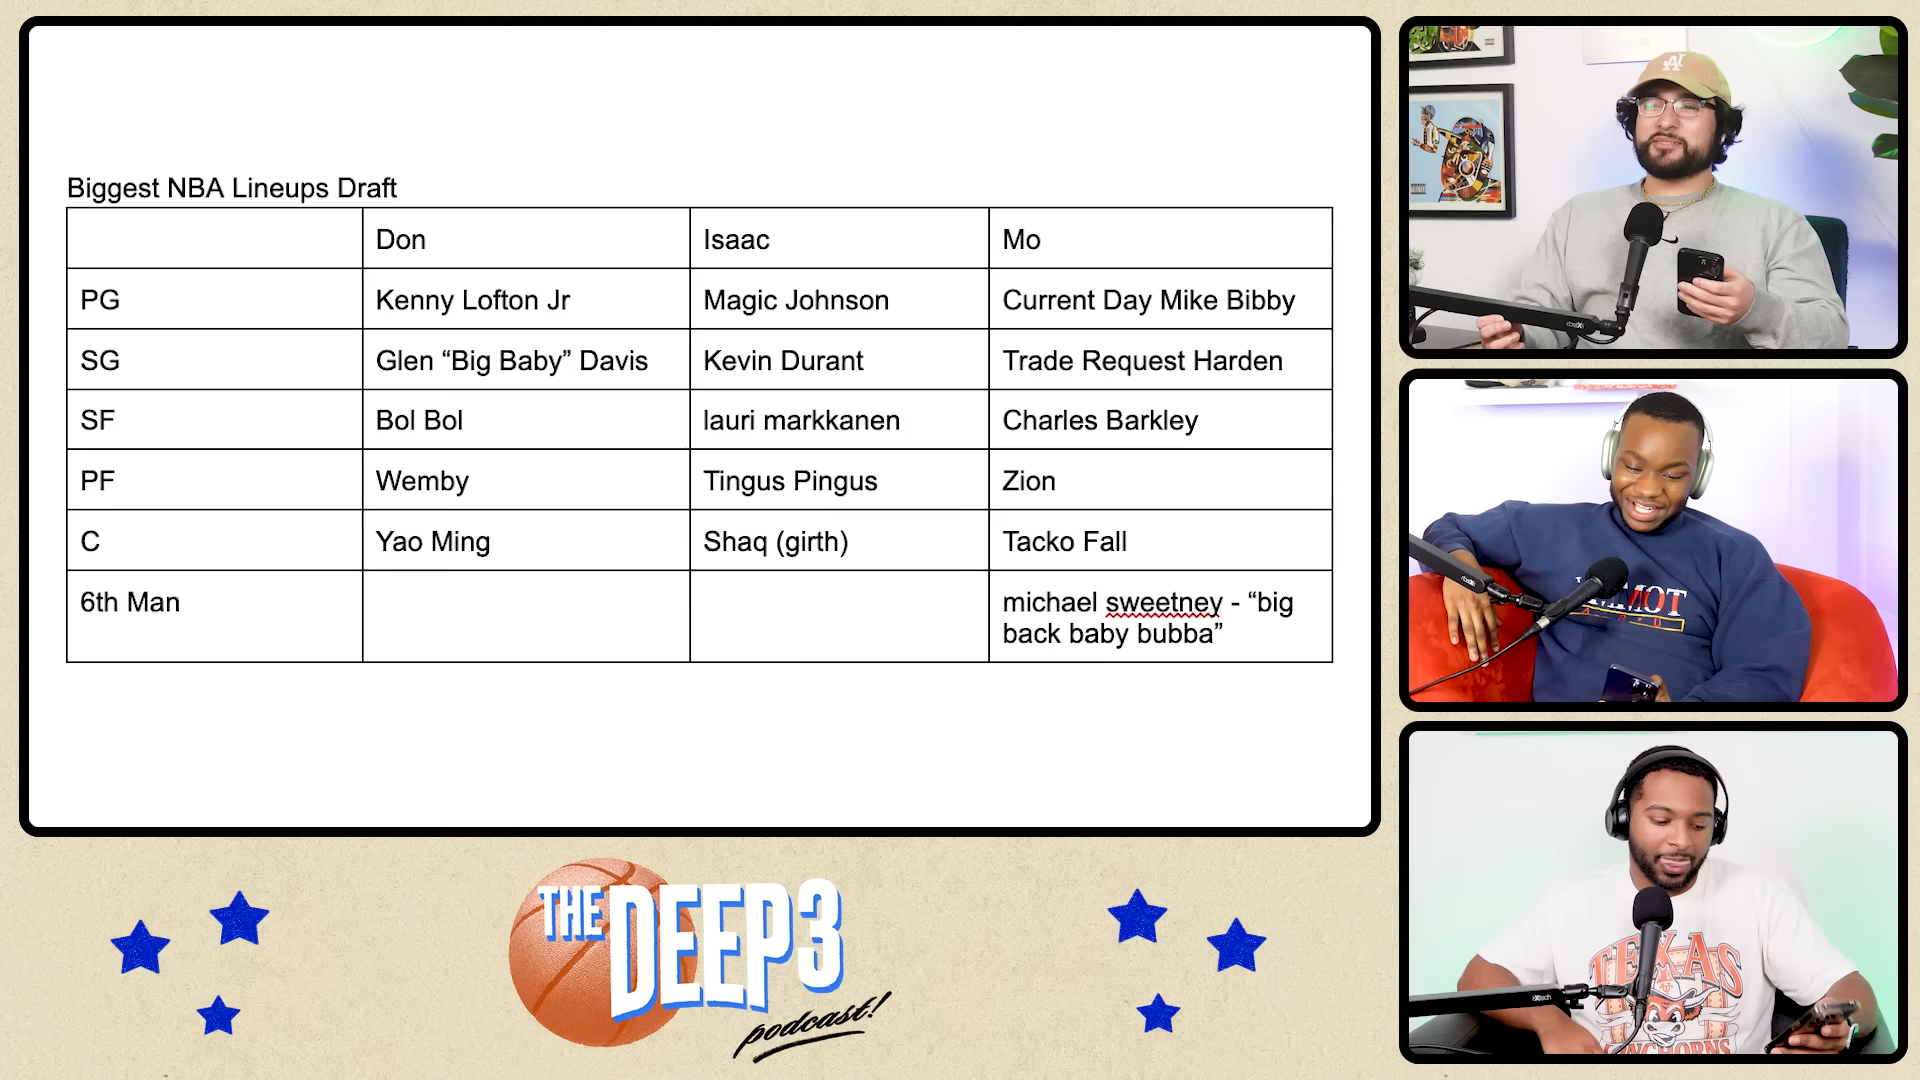 Biggest NBA Lineups Draft
Don Isaac Mo
PG Kenny Lofton Jr Magic Johnson Current Day Mike Bibby
SG Glen “Big Baby” Davis Kevin Durant Trade Request Harden
SF Bol Bol lauri markkanen Charles Barkley
PF Wemby Tingus Pingus Zion
C Yao Ming Shaq (girth) Tacko Fall
6th Man michael sweetney - “big
back baby bubba”
THE DEEP3
podcast!
TEXAS
LONGHORNS